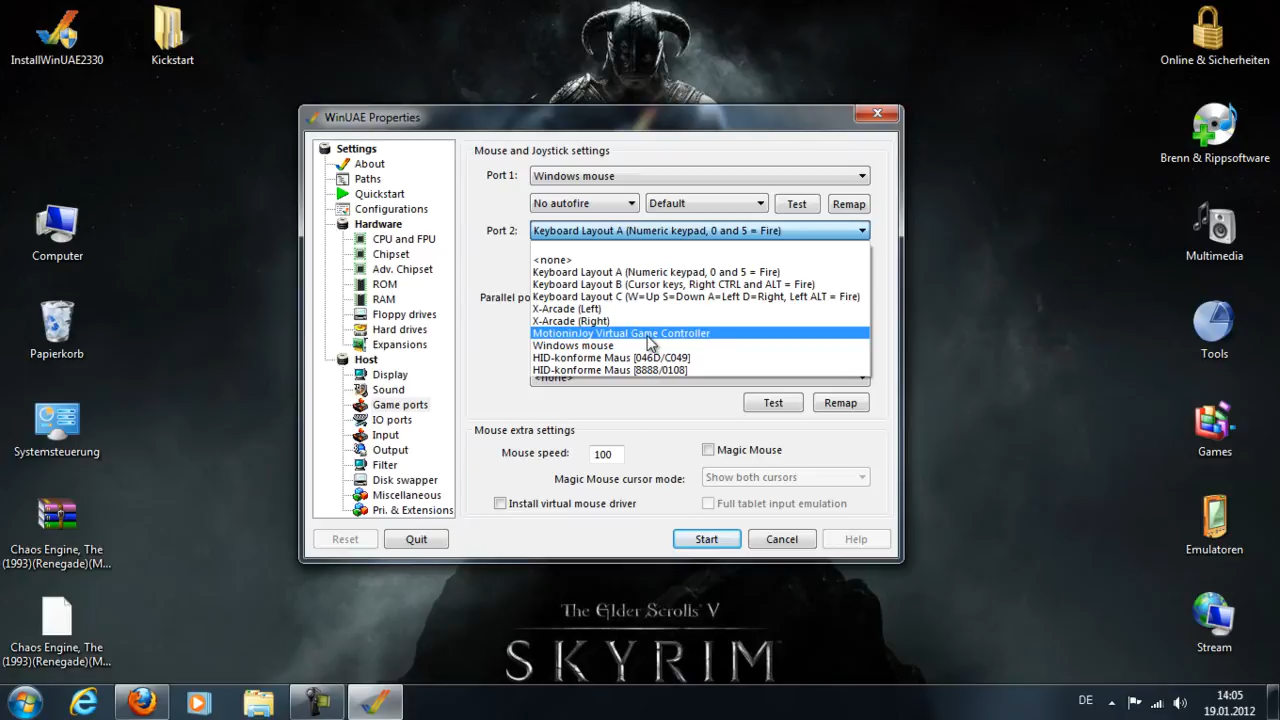 InstallWinUAE2330
Kickstart
Computer
Papierkorb
Systemsteuerung
Chaos Engine, The
(1993)(Renegade)(M...
Chaos Engine, The
(1993)(Renegade)(M...
WinUAE Properties
Settings
About
Paths
Quickstart
Configurations
Hardware
CPU and FPU
Chipset
Adv. Chipset
ROM
RAM
Floppy drives
Hard drives
Expansions
Host
Display
Sound
Game ports
IO ports
Input
Output
Filter
Disk swapper
Miscellaneous
Pri. & Extensions
Mouse and Joystick settings
Port 1: Windows mouse
No autofire Default Test Remap
Port 2: Keyboard Layout A (Numeric keypad, 0 and 5 = Fire)
<none>
Keyboard Layout A (Numeric keypad, 0 and 5 = Fire)
Keyboard Layout B (Cursor keys, Right CTRL and ALT = Fire)
Parallel po
Keyboard Layout C (W=Up S=Down A=Left D=Right, Left ALT = Fire)
X-Arcade (Left)
X-Arcade (Right)
MotioninJoy Virtual Game Controller
Windows mouse
HID-konforme Maus [046D/C049]
HID-konforme Maus [8888/0108]
<none>
Test Remap
Mouse extra settings
Mouse speed: 100 Magic Mouse
Magic Mouse cursor mode: Show both cursors
Install virtual mouse driver Full tablet input emulation
Reset Quit Start Cancel Help
The Elder Scrolls V
SKYRIM
Online & Sicherheiten
Brenn & Rippsoftware
Multimedia
Tools
Games
Emulatoren
Stream
DE
14:05
19.01.2012